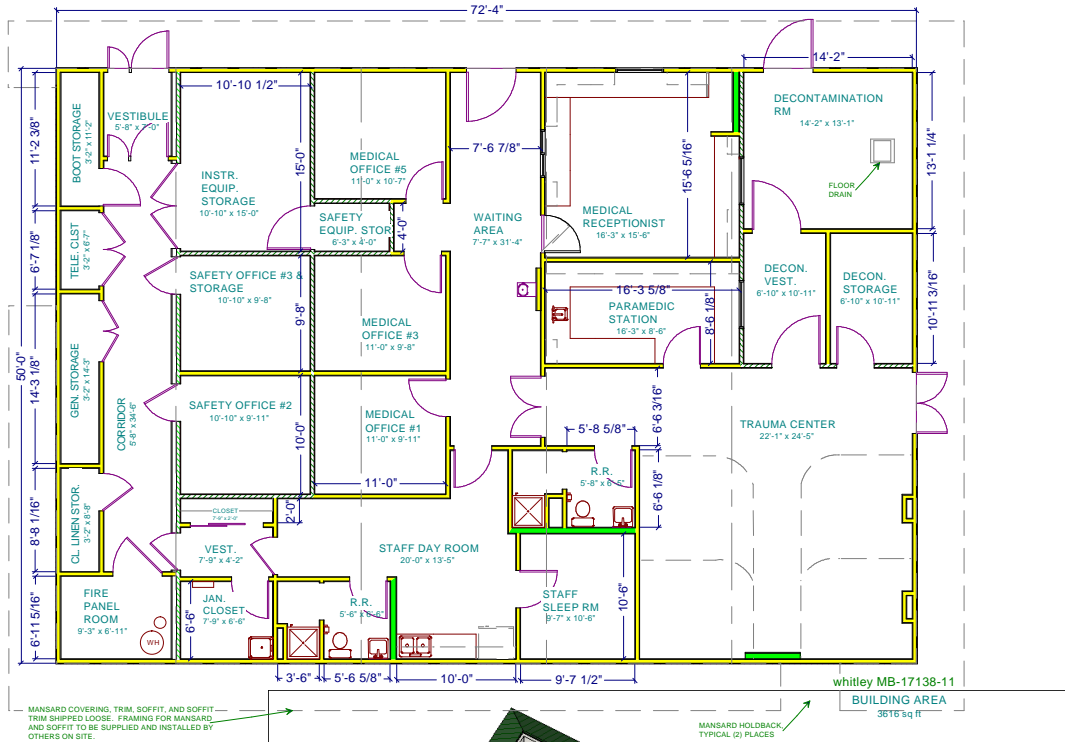 72'-4"
14'-2"
10'-10 1/2"
BOOT STORAGE
3'-2" x 11'-2"
11'-2 3/8"
VESTIBULE
5'-8" x 7'-0"
INSTR.
EQUIP.
STORAGE
10'-10" x 15'-0"
15'-0"
MEDICAL
OFFICE #5
11'-0" x 10'-7"
7'-6 7/8"
SAFETY
EQUIP. STOR.
6'-3" x 4'-0"
4'-0"
WAITING
AREA
7'-7" x 31'-4"
MEDICAL
RECEPTIONIST
16'-3" x 15'-6"
15'-6 5/16"
DECONTAMINATION
RM
14'-2" x 13'-1"
FLOOR
DRAIN
13'-1 1/4"
TELE. CLST
3'-2" x 6'-7"
6'-7 1/8"
SAFETY OFFICE #3 &
STORAGE
10'-10" x 9'-8"
9'-8"
MEDICAL
OFFICE #3
11'-0" x 9'-8"
16'-3 5/8"
PARAMEDIC
STATION
16'-3" x 8'-6"
8'-6 1/8"
DECON.
VEST.
6'-10" x 10'-11"
DECON.
STORAGE
6'-10" x 10'-11"
10'-11 3/16"
50'-0"
14'-3 1/8"
GEN. STORAGE
3'-2" x 14'-3"
CORRIDOR
5'-8" x 34'-6"
SAFETY OFFICE #2
10'-10" x 9'-11"
10'-0"
MEDICAL
OFFICE #1
11'-0" x 9'-11"
11'-0"
5'-8 5/8"
6'-6 3/16"
R.R.
5'-8" x 6'-5"
6'-6 1/8"
TRAUMA CENTER
22'-1" x 24'-5"
8'-8 1/16"
CL. LINEN STOR.
3'-2" x 8'-8"
CLOSET
7'-9" x 2'-0"
2'-0"
VEST.
7'-9" x 4'-2"
STAFF DAY ROOM
20'-0" x 13'-5"
6'-11 5/16"
FIRE
PANEL
ROOM
9'-3" x 6'-11"
WH
6'-6"
JAN.
CLOSET
7'-9" x 6'-6"
R.R.
5'-6" x 6'-6"
STAFF
SLEEP RM
9'-7" x 10'-6"
10'-6"
3'-6"
5'-6 5/8"
10'-0"
9'-7 1/2"
whitley MB-17138-11
BUILDING AREA
3616 sq ft
MANSARD COVERING, TRIM, SOFFIT, AND SOFFIT
TRIM SHIPPED LOOSE. FRAMING FOR MANSARD
AND SOFFIT TO BE SUPPLIED AND INSTALLED BY
OTHERS ON SITE.
MANSARD HOLDBACK,
TYPICAL (2) PLACES